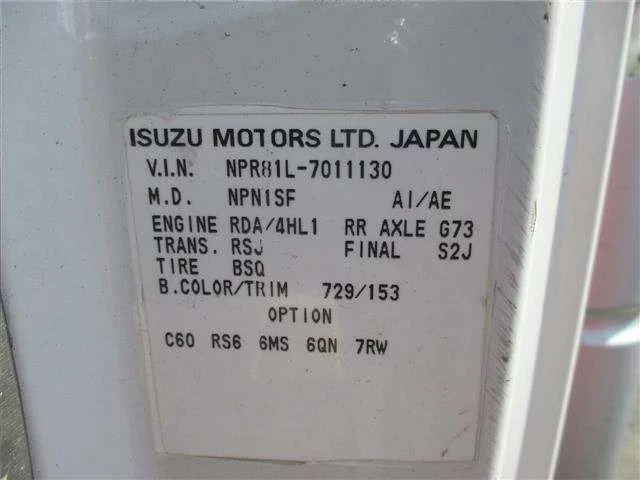 ISUZU MOTORS LTD. JAPAN
V.I.N. NPR81L-7011130
M.D. NPN1SF AI/AE
ENGINE RDA/4HL1 RR AXLE G73
TRANS. RSJ FINAL S2J
TIRE BSQ
B.COLOR/TRIM 729/153
OPTION
C60 RS6 6MS 6QN 7RW